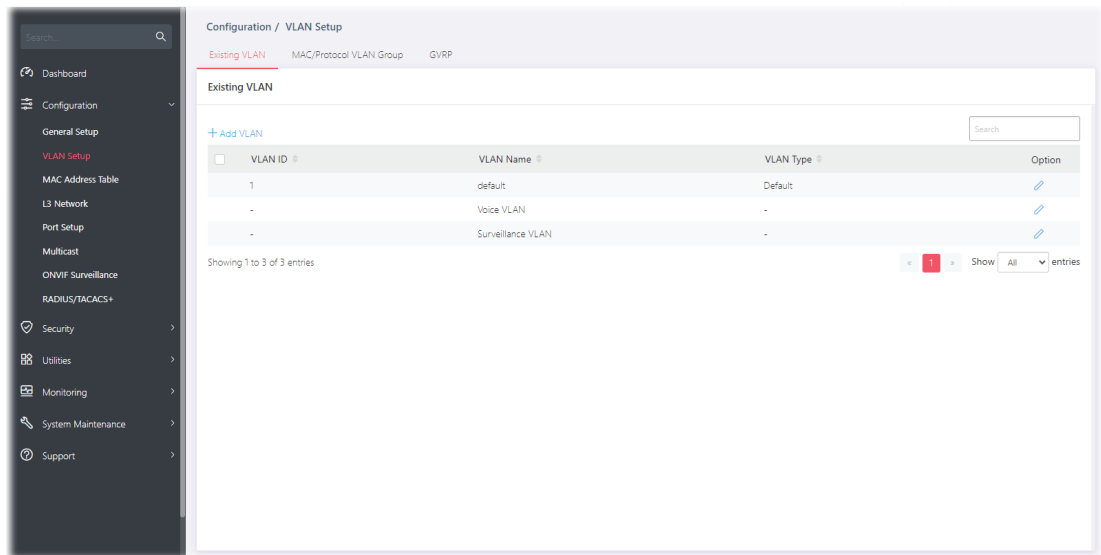 Search...
Dashboard
Configuration
General Setup
VLAN Setup
MAC Address Table
L3 Network
Port Setup
Multicast
ONVIF Surveillance
RADIUS/TACACS+
Security
Utilities
Monitoring
System Maintenance
Support
Configuration / VLAN Setup
Existing VLAN MAC/Protocol VLAN Group GVRP
Existing VLAN
+ Add VLAN Search
VLAN ID VLAN Name VLAN Type Option
1 default Default
- Voice VLAN -
- Surveillance VLAN -
Showing 1 to 3 of 3 entries « 1 » Show All entries